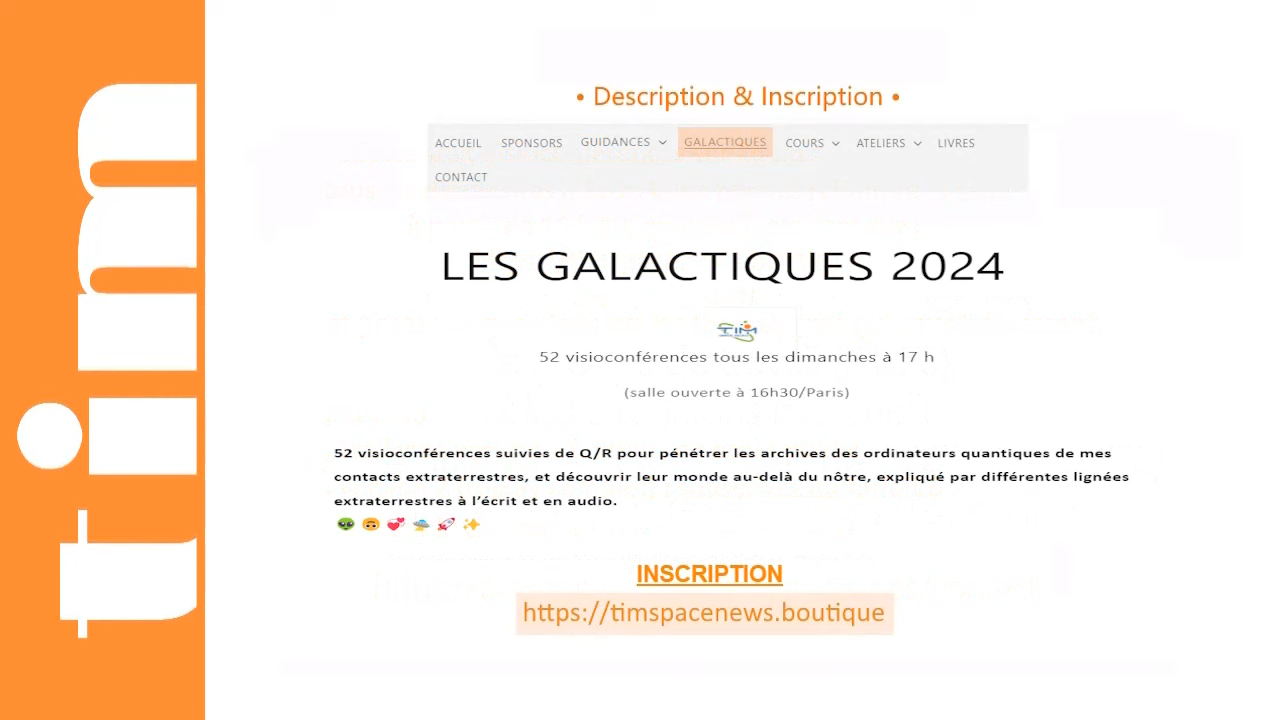 tim
• Description & Inscription •
ACCUEIL SPONSORS GUIDANCES GALACTIQUES COURS ATELIERS LIVRES
CONTACT
LES GALACTIQUES 2024
TIM
52 visioconférences tous les dimanches à 17 h
(salle ouverte à 16h30/Paris)
52 visioconférences suivies de Q/R pour pénétrer les archives des ordinateurs quantiques de mes
contacts extraterrestres, et découvrir leur monde au-delà du nôtre, expliqué par différentes lignées
extraterrestres à l’écrit et en audio.
👽 🙃 💞 🛸 🚀 ✨
INSCRIPTION
https://timspacenews.boutique